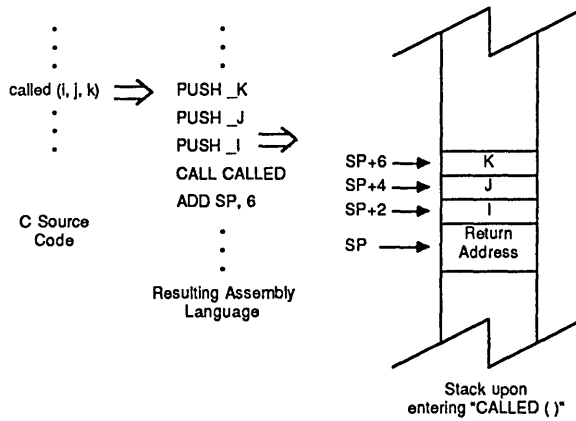 called (i, j, k)
C Source
Code
PUSH _K
PUSH _J
PUSH _I
CALL CALLED
ADD SP, 6
Resulting Assembly
Language
SP+6
K
SP+4
J
SP+2
I
SP
Return
Address
Stack upon
entering "CALLED ( )"